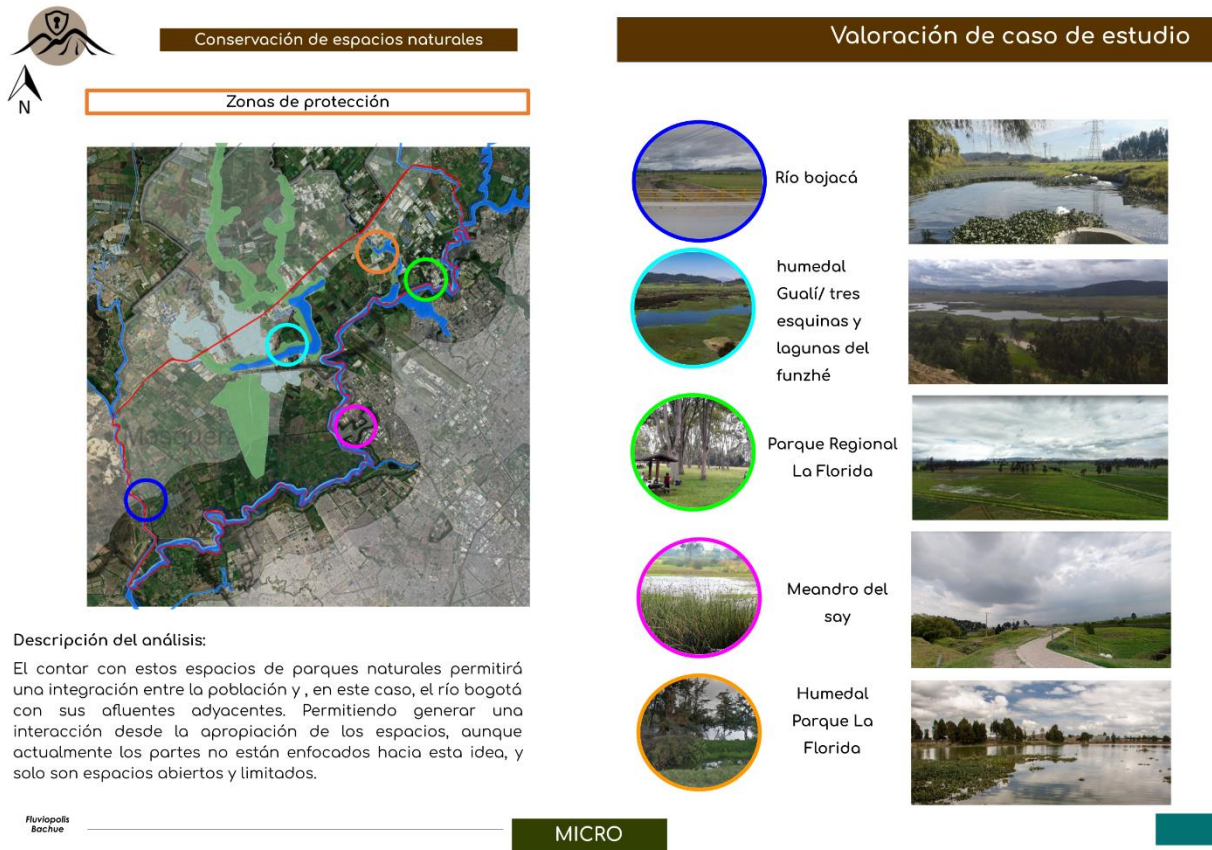 Conservación de espacios naturales
N
Zonas de protección
Mosquera
Descripción del análisis:
El contar con estos espacios de parques naturales permitirá
una integración entre la población y , en este caso, el río bogotá
con sus afluentes adyacentes. Permitiendo generar una
interacción desde la apropiación de los espacios, aunque
actualmente los partes no están enfocados hacia esta idea, y
solo son espacios abiertos y limitados.
Fluviopolis
Bachue
MICRO
Valoración de caso de estudio
Río bojacá
humedal
Gualí/ tres
esquinas y
lagunas del
funzhé
Parque Regional
La Florida
Meandro del
say
Humedal
Parque La
Florida